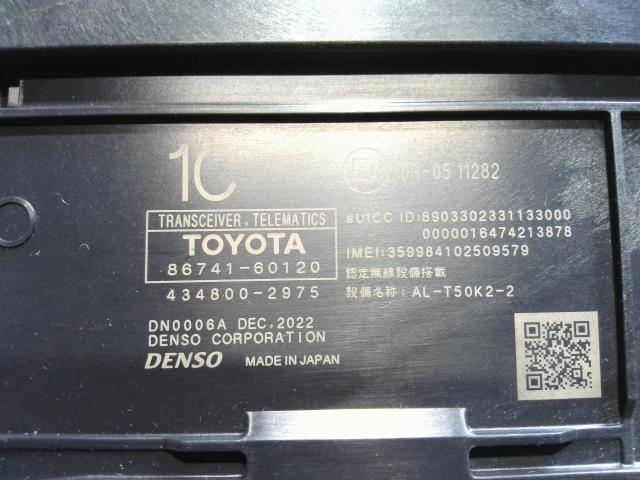 1C
10R-05 11282
TRANSCEIVER, TELEMATICS
TOYOTA
86741-60120
434800-2975
eUICC ID:8903302331133000
0000016474213878
IMEI:359984102509579
認定無線設備搭載
設備名称: AL-T50K2-2
DN0006A DEC,2022
DENSO CORPORATION
DENSO MADE IN JAPAN